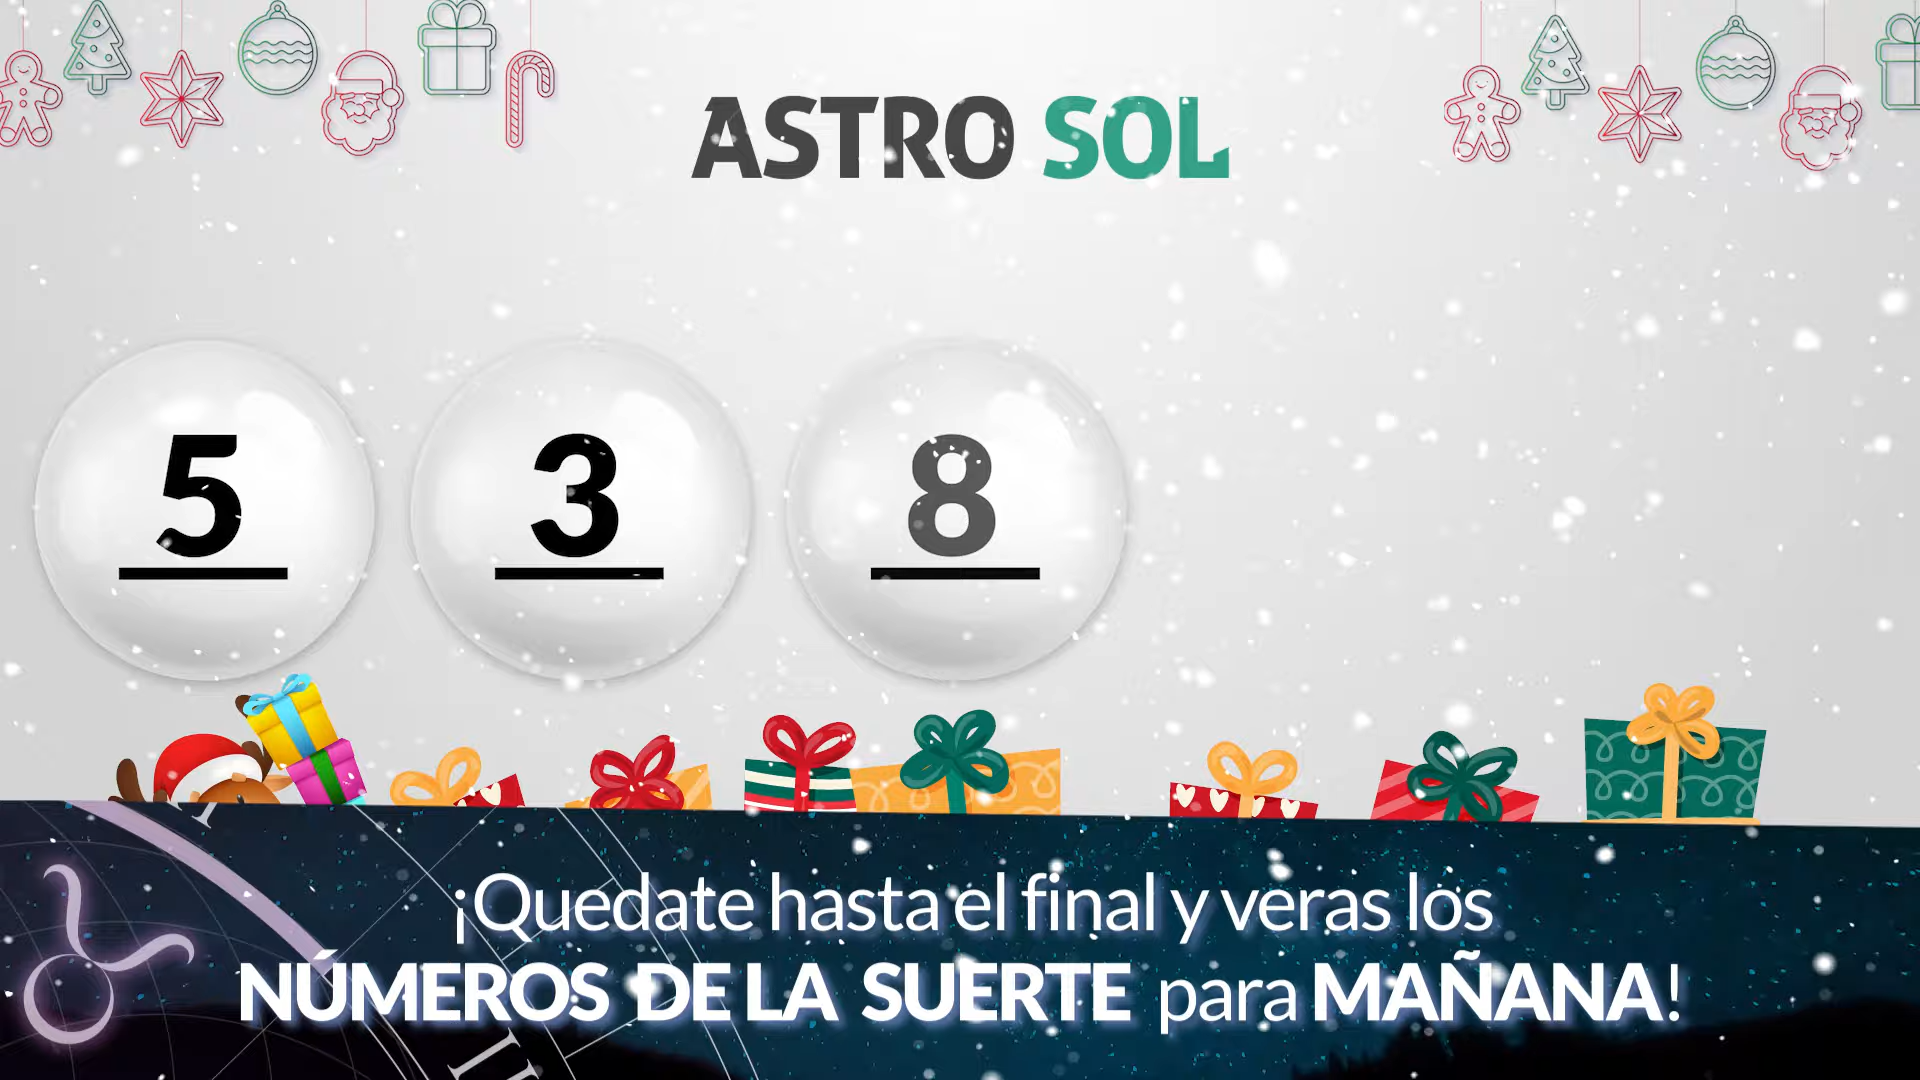 ASTRO SOL
5 3 8
¡Quedate hasta el final y veras los
NÚMEROS DE LA SUERTE para MAÑANA!